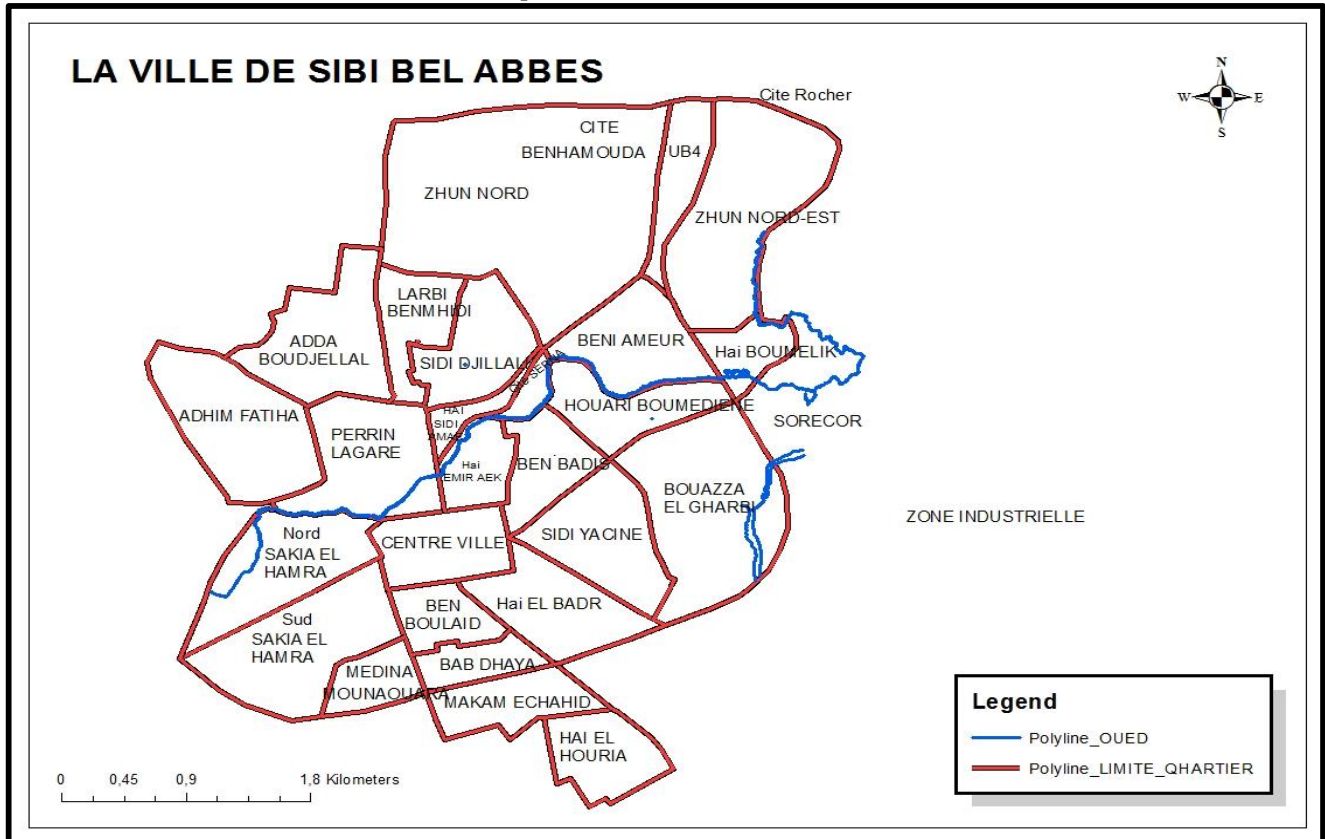 LA VILLE DE SIBI BEL ABBES
N
W
E
S
Cite Rocher
CITE
BENHAMOUDA
UB4
ZHUN NORD
ZHUN NORD-EST
LARBI
BENMHIDI
ADDA
BOUDJELLAL
SIDI DJILLALI
BENI AMEUR
Hai BOUMELIK
ADHIM FATIHA
PERRIN
LAGARE
HAI
SIDI
AMAR
HOUARI BOUMEDIENE
SORECOR
Hai
EMIR AEK
BEN BADIS
BOUAZZA
EL GHARBI
ZONE INDUSTRIELLE
Nord
SAKIA EL
HAMRA
CENTRE VILLE
SIDI YACINE
Sud
SAKIA EL
HAMRA
BEN
BOULAID
Hai EL BADR
MEDINA
MOUNAOUARA
BAB DHAYA
MAKAM ECHAHID
HAI EL
HOURIA
Legend
Polyline_OUED
Polyline_LIMITE_QHARTIER
0 0,45 0,9 1,8 Kilometers